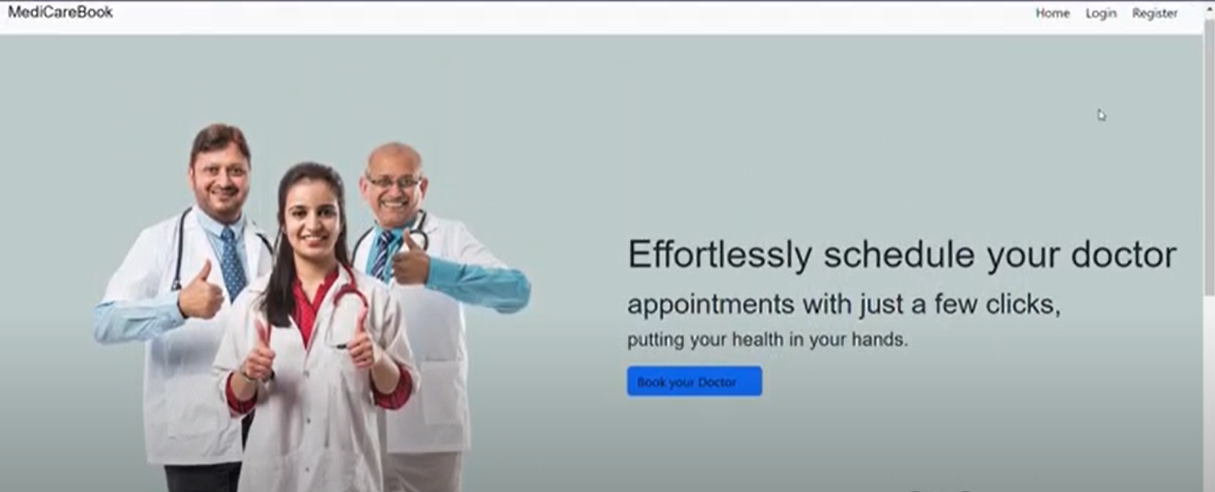 MediCareBook
Home Login Register
Effortlessly schedule your doctor
appointments with just a few clicks,
putting your health in your hands.
Book your Doctor